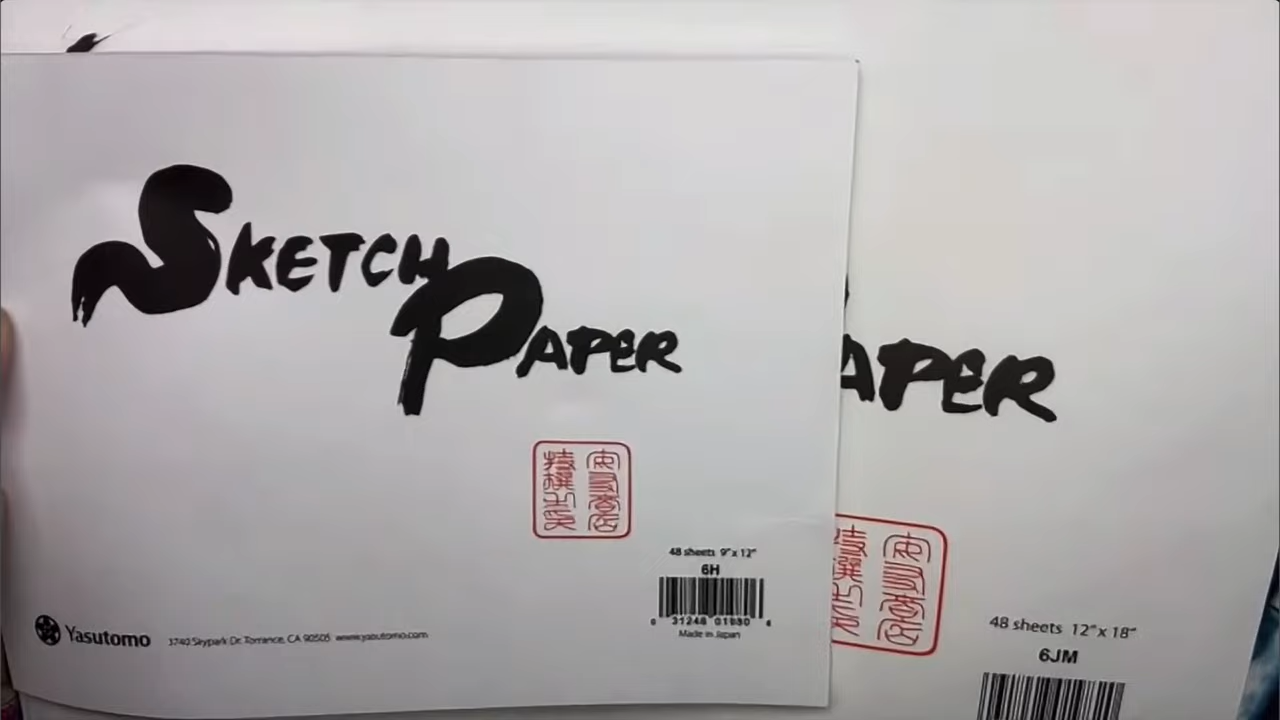 SKETCH
PAPER
48 sheets 9"x 12"
6H
Made in Japan
Yasutomo 3740 Skypark Dr. Torrance, CA 90505 www.yasutomo.com
APER
48 sheets 12"x 18"
6JM